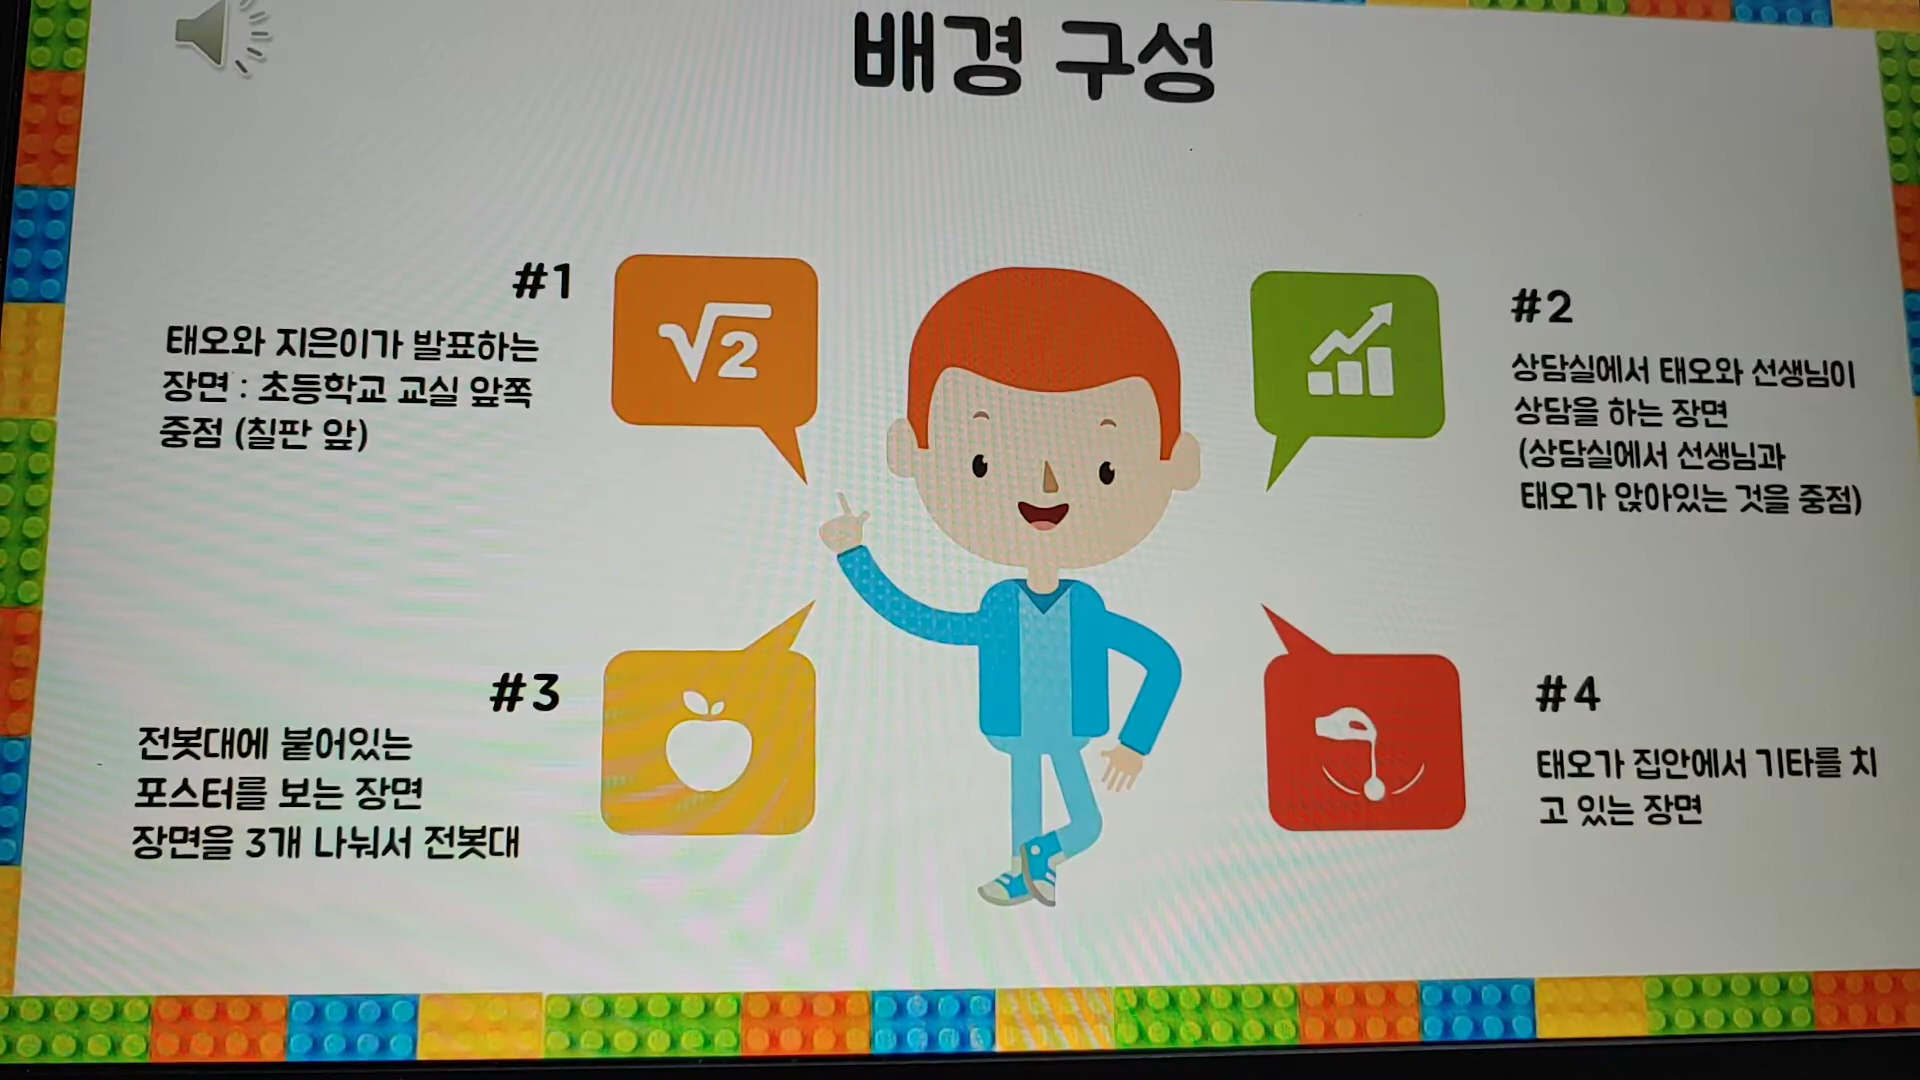 배경 구성
#1
태오와 지은이가 발표하는
장면 : 초등학교 교실 앞쪽
중점 (칠판 앞)
√2
#2
상담실에서 태오와 선생님이
상담을 하는 장면
(상담실에서 선생님과
태오가 앉아있는 것을 중점)
#3
전봇대에 붙어있는
포스터를 보는 장면
장면을 3개 나눠서 전봇대
#4
태오가 집안에서 기타를 치
고 있는 장면